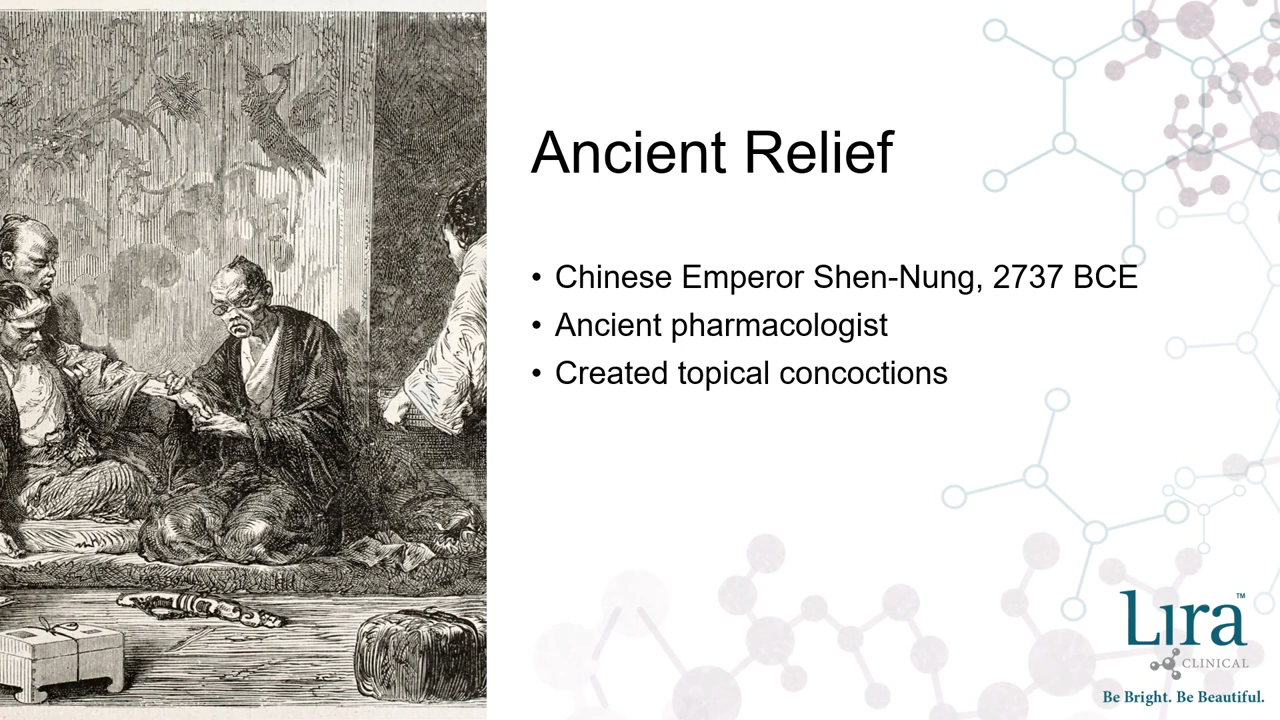 Ancient Relief
• Chinese Emperor Shen-Nung, 2737 BCE
• Ancient pharmacologist
• Created topical concoctions
Lira™
CLINICAL
Be Bright. Be Beautiful.